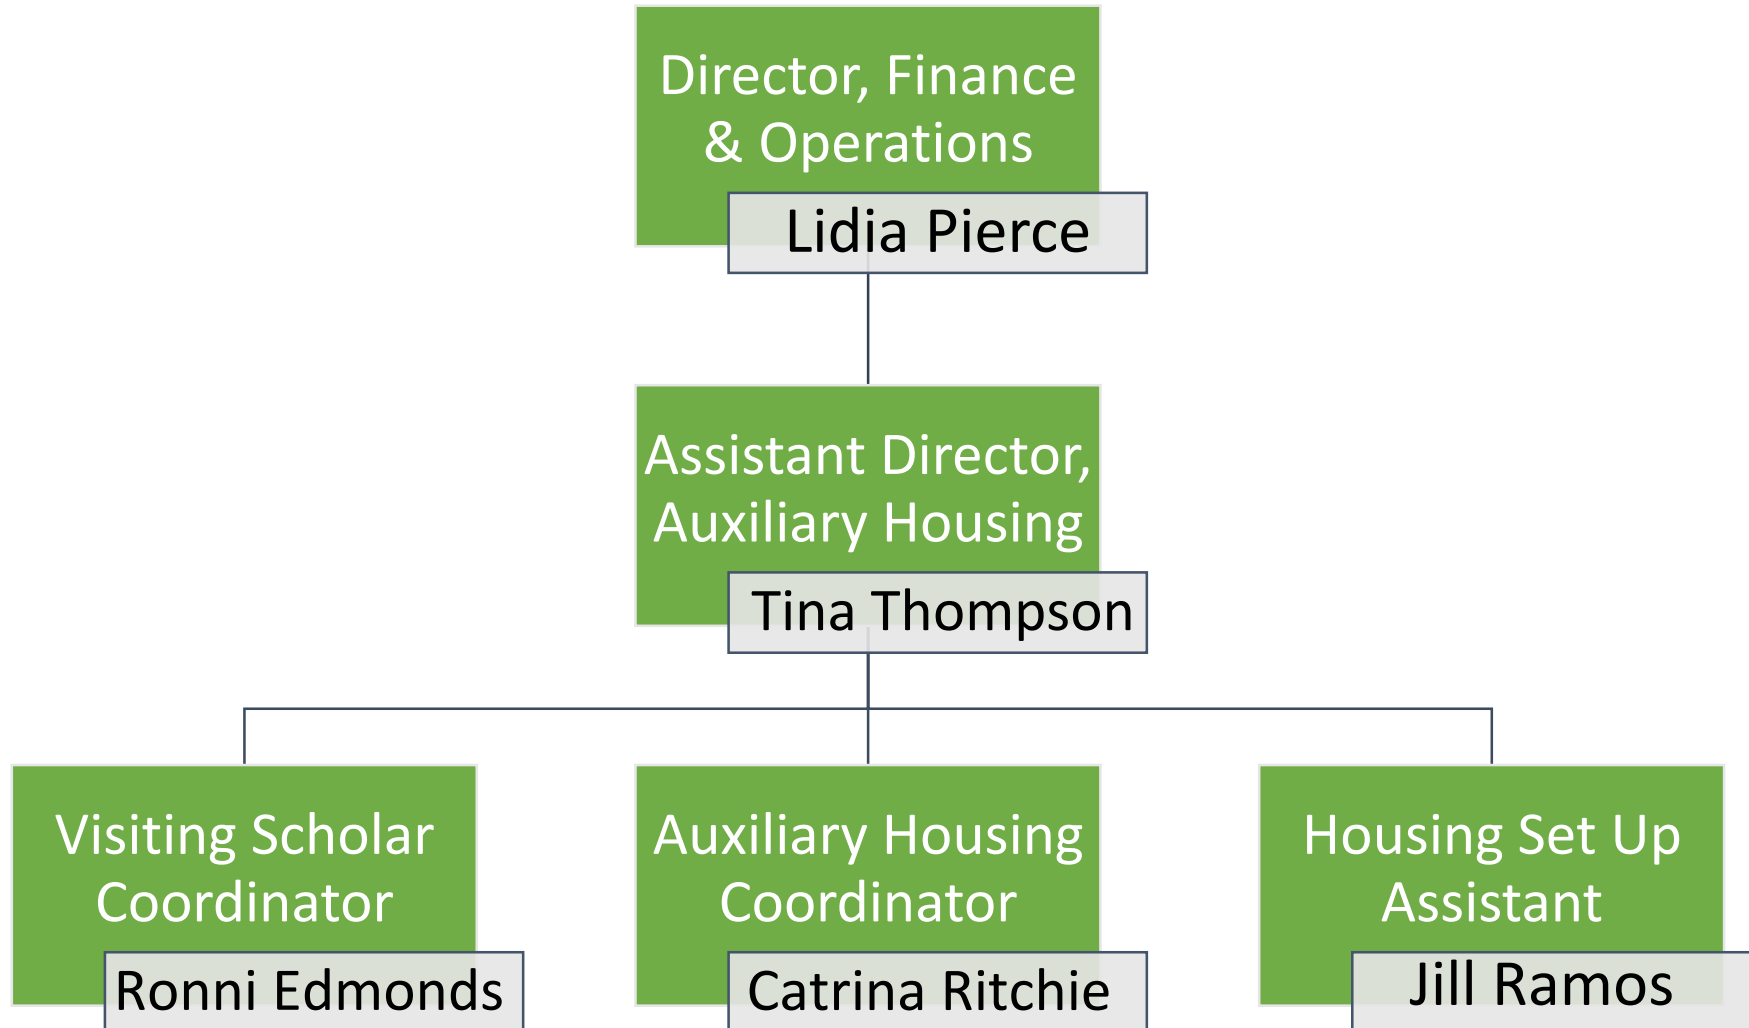 Director, Finance
& Operations
Lidia Pierce
Assistant Director,
Auxiliary Housing
Tina Thompson
Visiting Scholar
Coordinator
Ronni Edmonds
Auxiliary Housing
Coordinator
Catrina Ritchie
Housing Set Up
Assistant
Jill Ramos